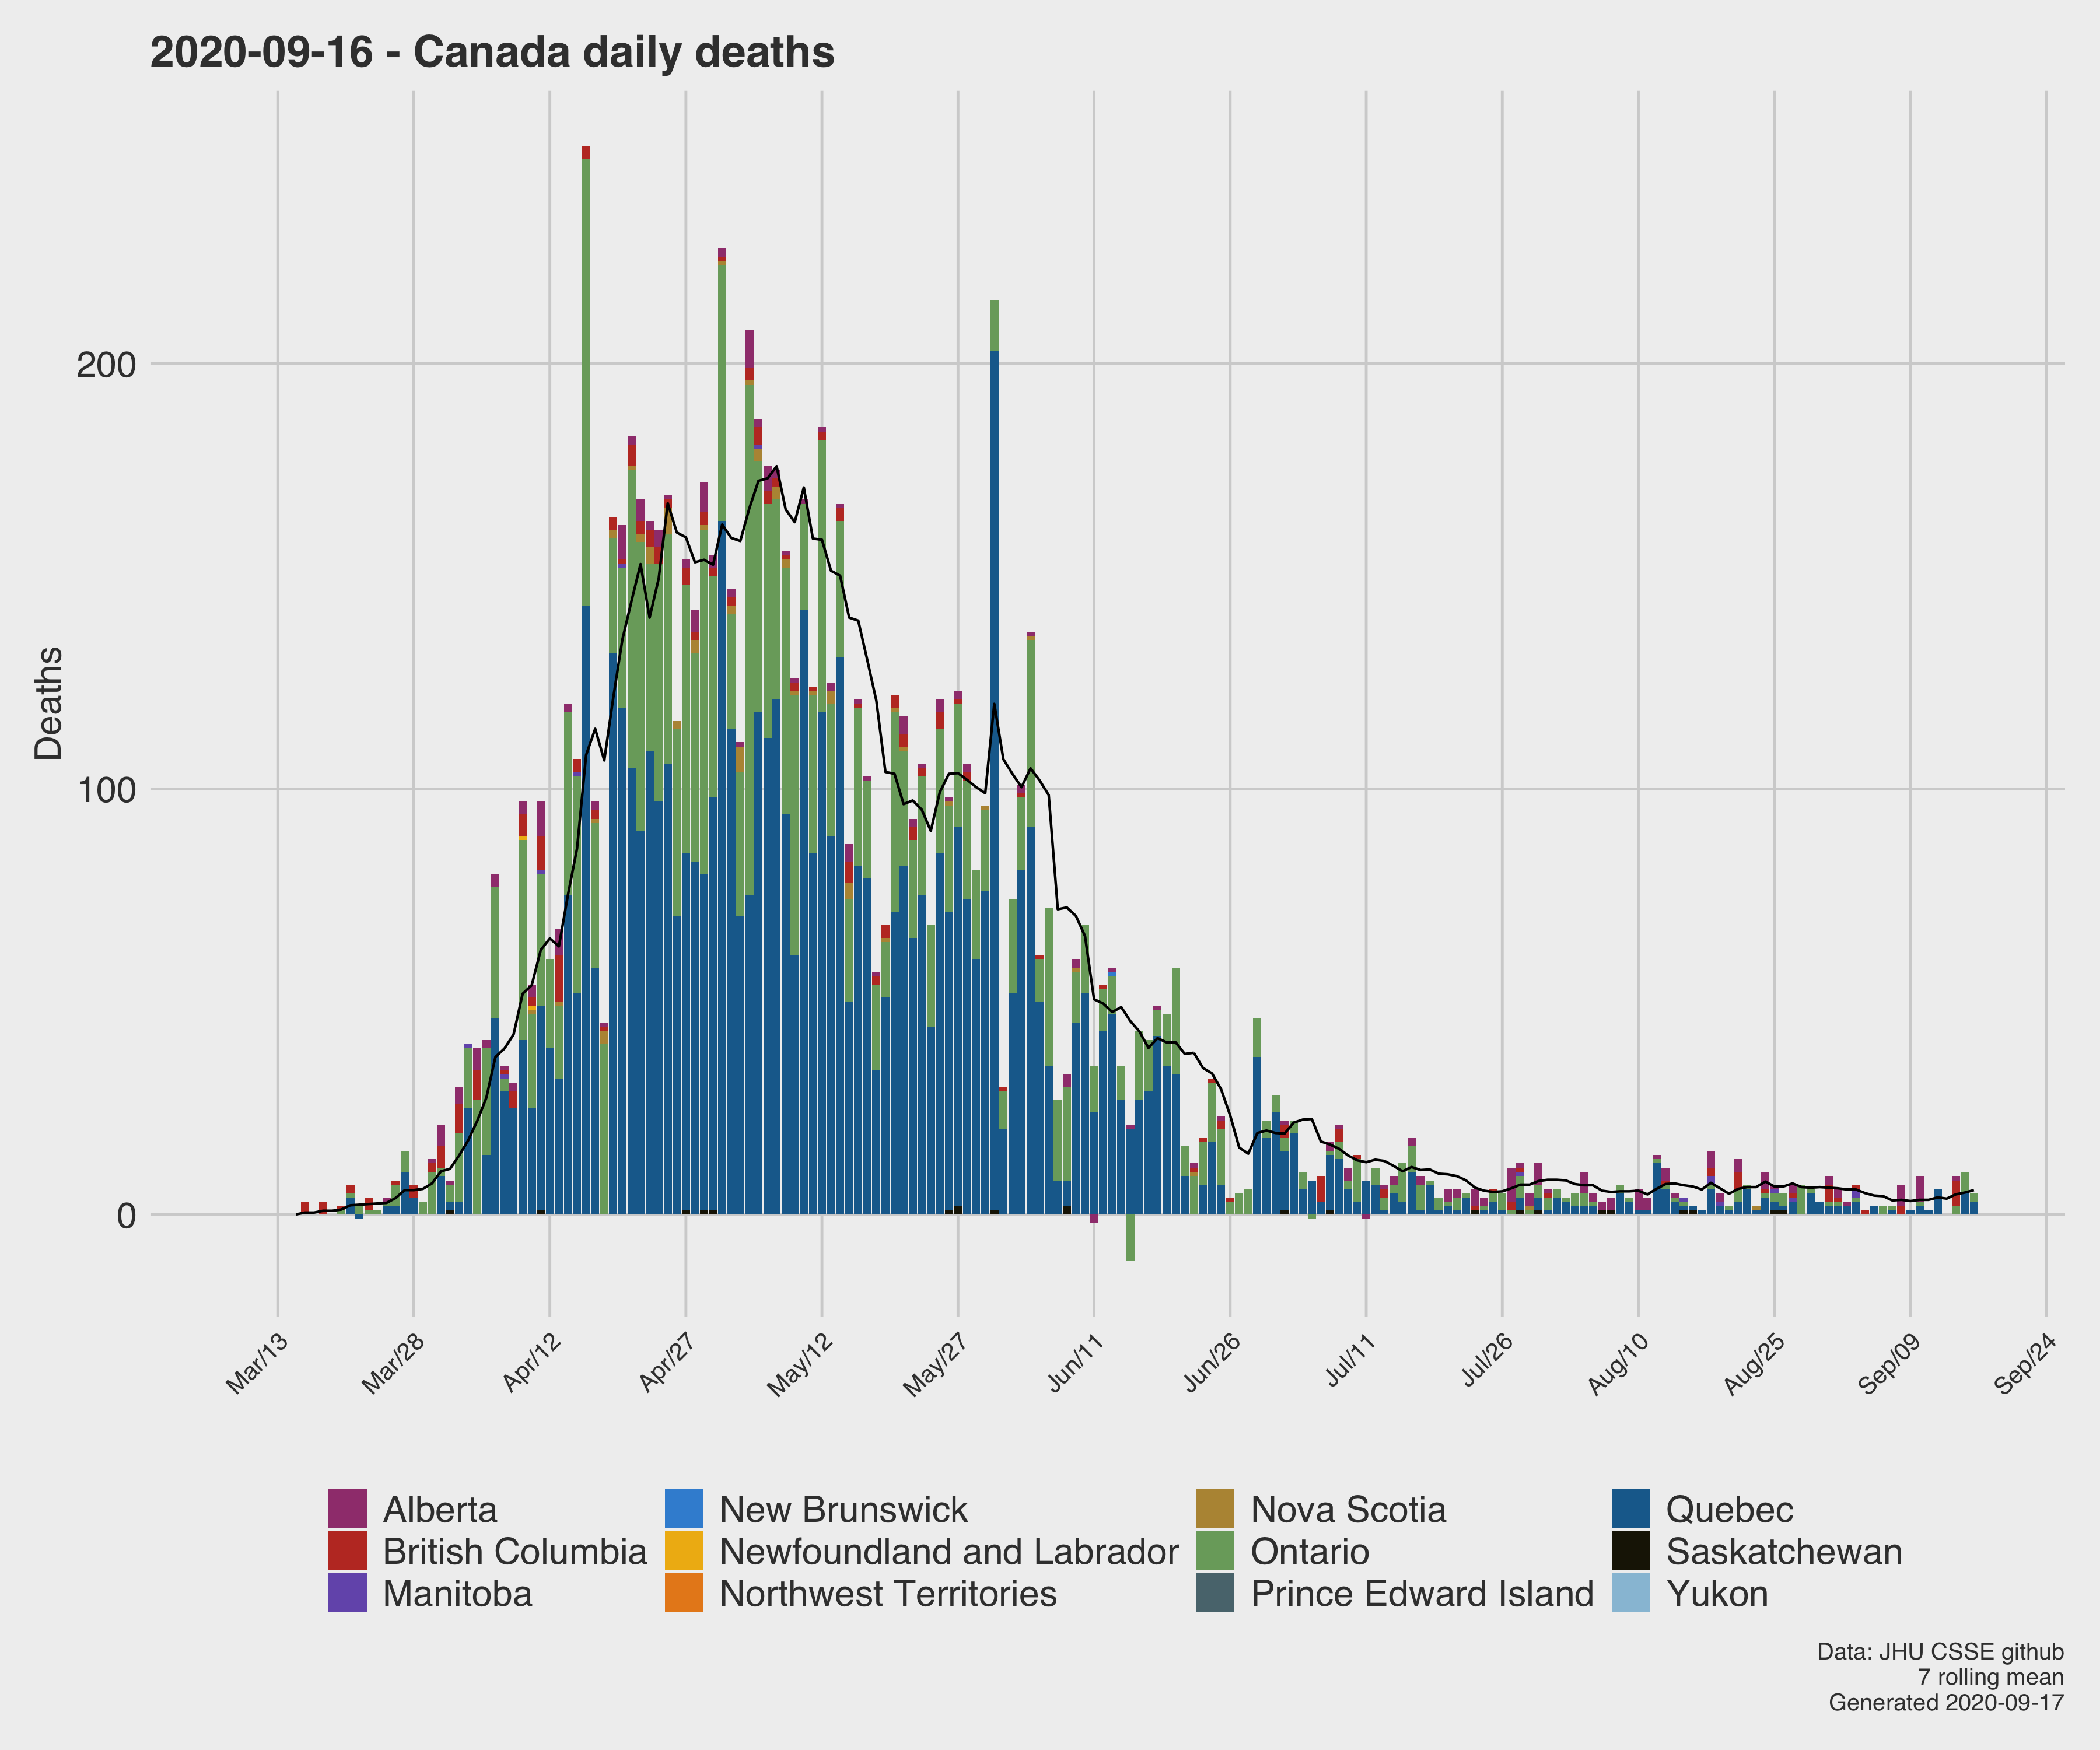 2020-09-16 - Canada daily deaths
Deaths
200
100
0
Mar/13
Mar/28
Apr/12
Apr/27
May/12
May/27
Jun/11
Jun/26
Jul/11
Jul/26
Aug/10
Aug/25
Sep/09
Sep/24
Alberta
British Columbia
Manitoba
New Brunswick
Newfoundland and Labrador
Northwest Territories
Nova Scotia
Ontario
Prince Edward Island
Quebec
Saskatchewan
Yukon
Data: JHU CSSE github
7 rolling mean
Generated 2020-09-17